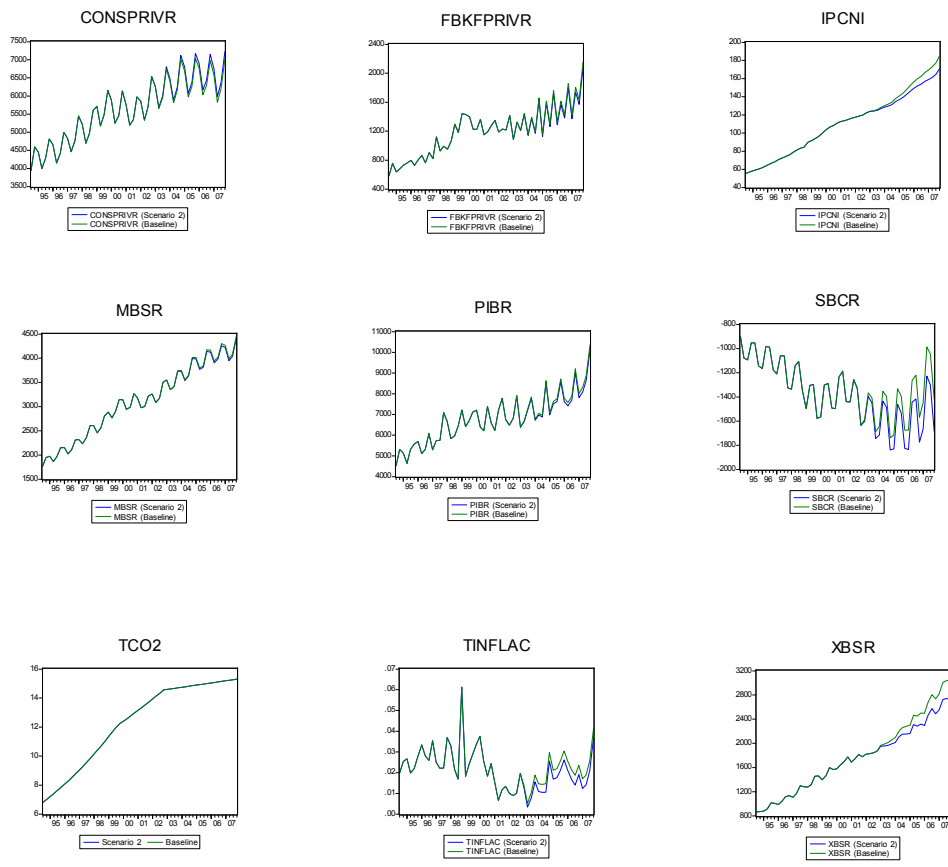 CONSPRIVR
7500
7000
6500
6000
5500
5000
4500
4000
3500
95 96 97 98 99 00 01 02 03 04 05 06 07
CONSPRIVR (Scenario 2)
CONSPRIVR (Baseline)
FBKFPRIVR
2400
2000
1600
1200
800
400
95 96 97 98 99 00 01 02 03 04 05 06 07
FBKFPRIVR (Scenario 2)
FBKFPRIVR (Baseline)
IPCNI
200
180
160
140
120
100
80
60
40
95 96 97 98 99 00 01 02 03 04 05 06 07
IPCNI (Scenario 2)
IPCNI (Baseline)
MBSR
4500
4000
3500
3000
2500
2000
1500
95 96 97 98 99 00 01 02 03 04 05 06 07
MBSR (Scenario 2)
MBSR (Baseline)
PIBR
11000
10000
9000
8000
7000
6000
5000
4000
95 96 97 98 99 00 01 02 03 04 05 06 07
PIBR (Scenario 2)
PIBR (Baseline)
SBCR
-800
-1000
-1200
-1400
-1600
-1800
-2000
95 96 97 98 99 00 01 02 03 04 05 06 07
SBCR (Scenario 2)
SBCR (Baseline)
TCO2
16
14
12
10
8
6
95 96 97 98 99 00 01 02 03 04 05 06 07
Scenario 2 Baseline
TINFLAC
.07
.06
.05
.04
.03
.02
.01
.00
95 96 97 98 99 00 01 02 03 04 05 06 07
TINFLAC (Scenario 2)
TINFLAC (Baseline)
XBSR
3200
2800
2400
2000
1600
1200
800
95 96 97 98 99 00 01 02 03 04 05 06 07
XBSR (Scenario 2)
XBSR (Baseline)